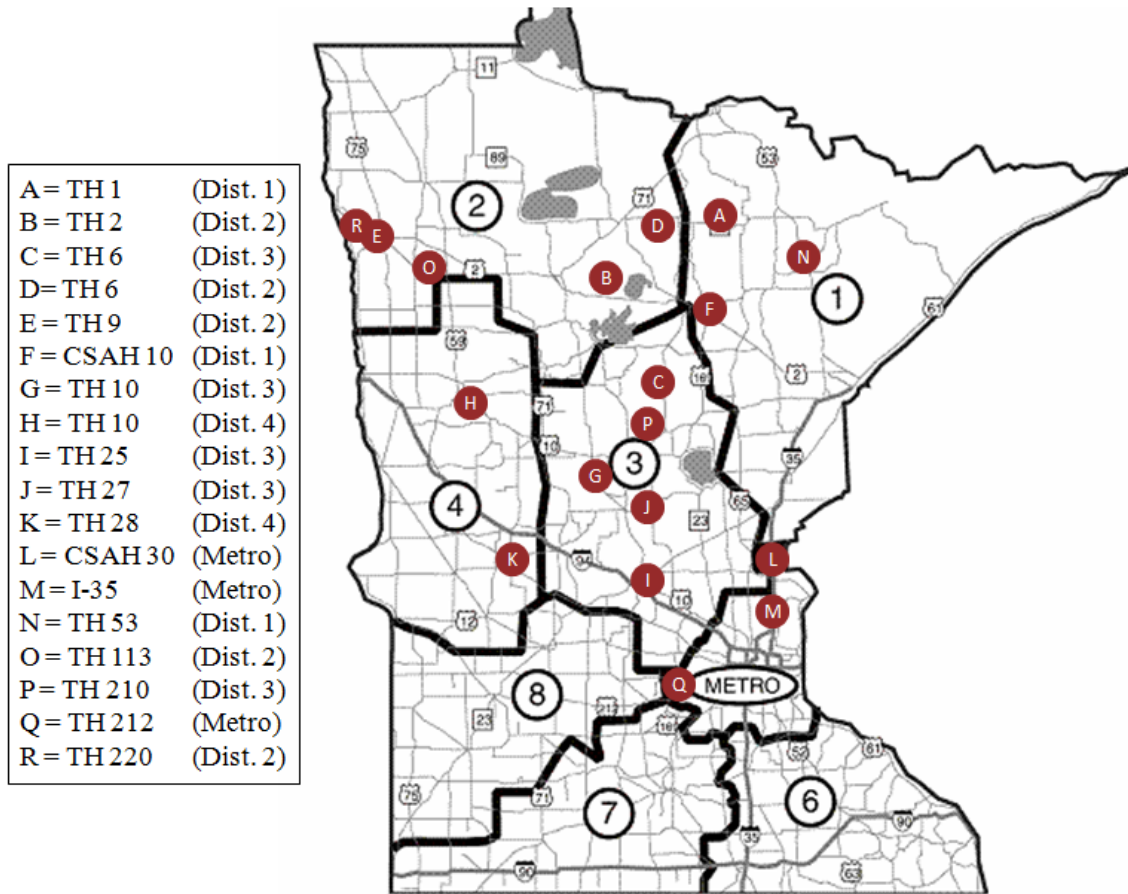 A = TH 1 (Dist. 1)
B = TH 2 (Dist. 2)
C = TH 6 (Dist. 3)
D = TH 6 (Dist. 2)
E = TH 9 (Dist. 2)
F = CSAH 10 (Dist. 1)
G = TH 10 (Dist. 3)
H = TH 10 (Dist. 4)
I = TH 25 (Dist. 3)
J = TH 27 (Dist. 3)
K = TH 28 (Dist. 4)
L = CSAH 30 (Metro)
M = I-35 (Metro)
N = TH 53 (Dist. 1)
O = TH 113 (Dist. 2)
P = TH 210 (Dist. 3)
Q = TH 212 (Metro)
R = TH 220 (Dist. 2)
11
75
89
53
71
2
D
A
R
E
N
O
2
B
1
F
61
59
2
C
H
71
P
10
3
35
G
4
65
J
23
K
94
L
I
10
M
12
Q
METRO
8
23
212
52
61
75
71
7
6
90
35
90
63